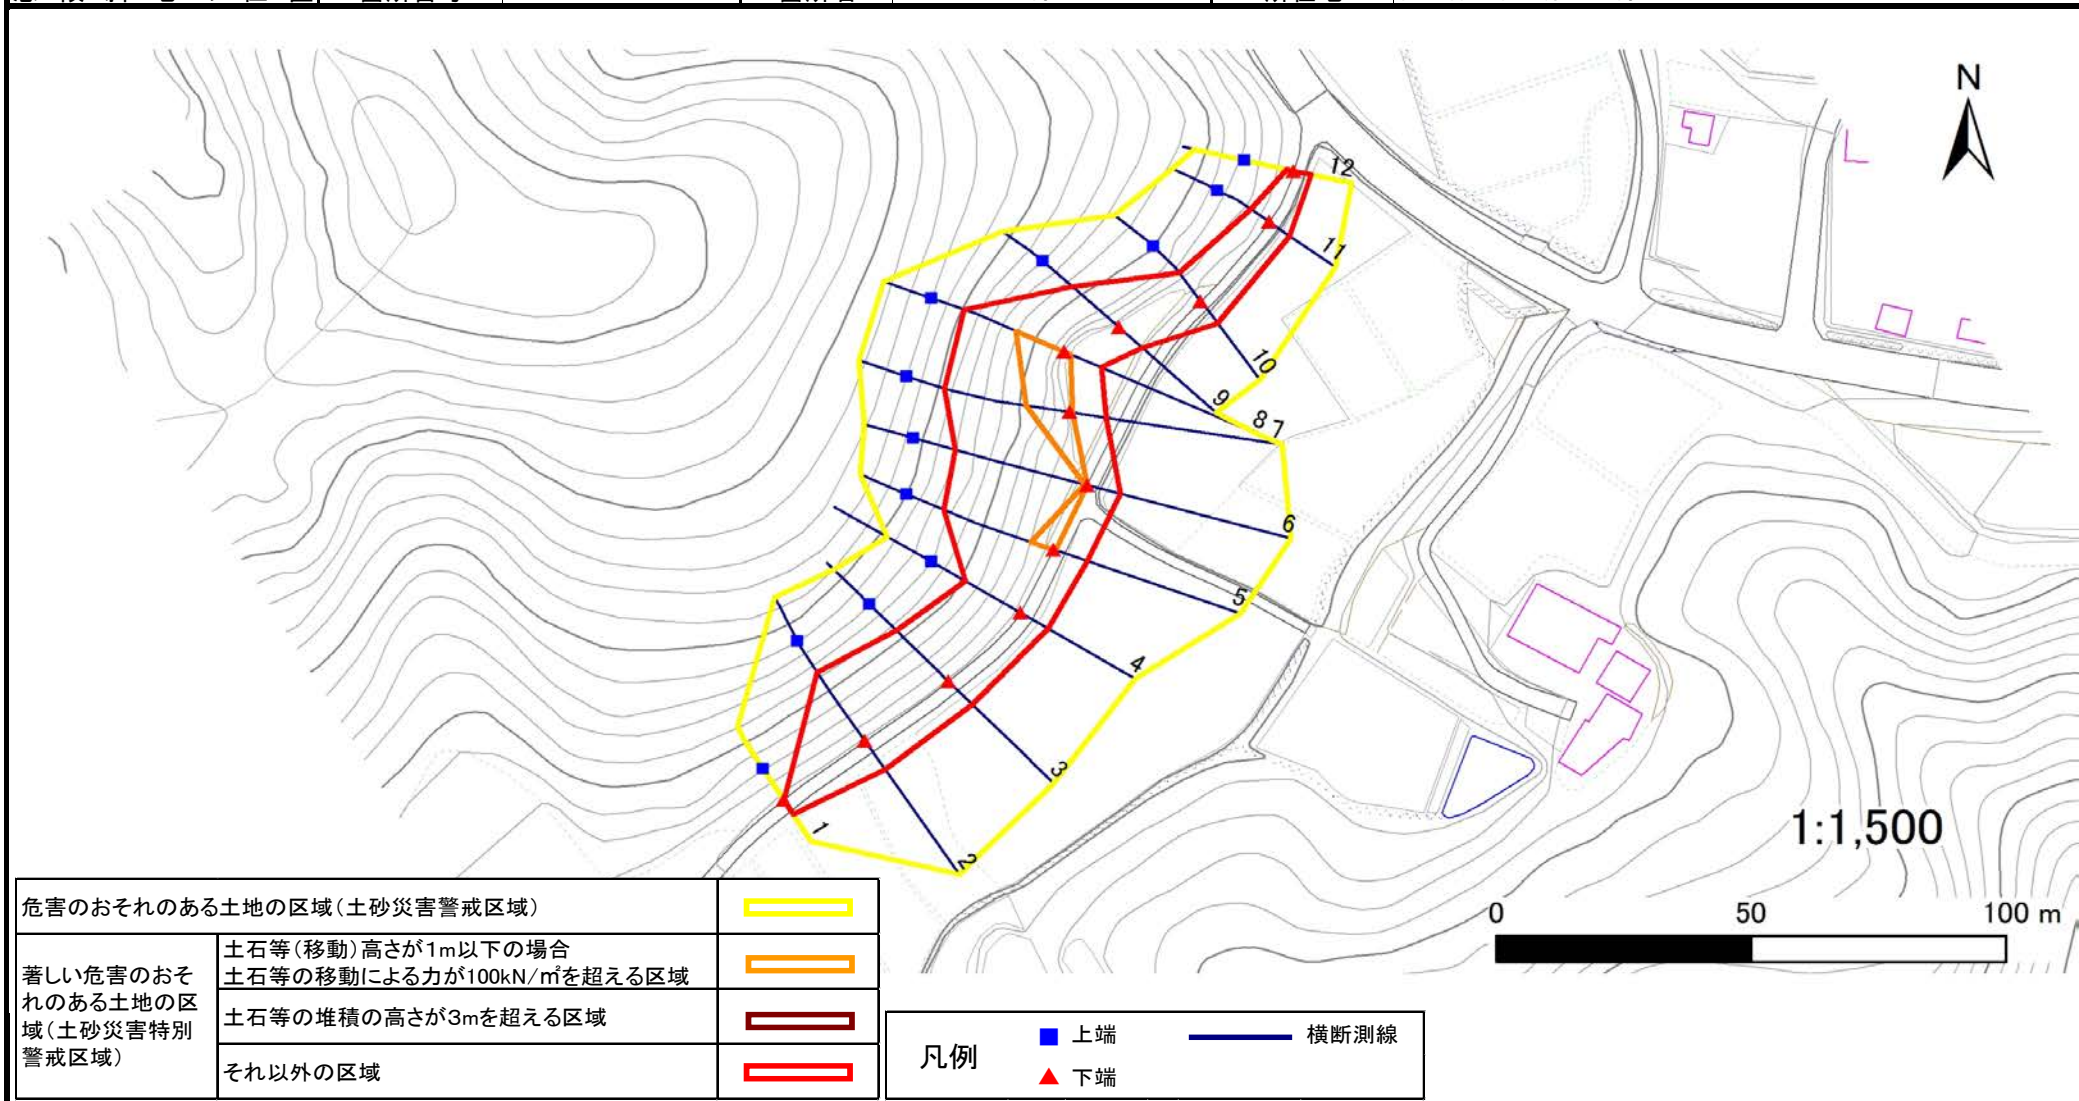 N
12
11
10
9
8 7
6
5
4
3
2
1
1:1,500
0 50 100 m
危害のおそれのある土地の区域(土砂災害警戒区域)
著しい危害のおそ
れのある土地の区
域(土砂災害特別
警戒区域)
土石等(移動)高さが1m以下の場合
土石等の移動による力が100kN/㎡を超える区域
土石等の堆積の高さが3mを超える区域
それ以外の区域
凡例
上端
横断測線
下端